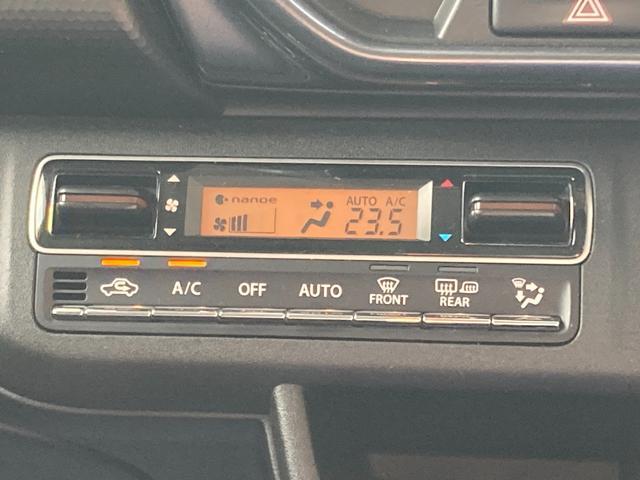 nanoe AUTO A/C
23.5
A/C OFF AUTO FRONT REAR